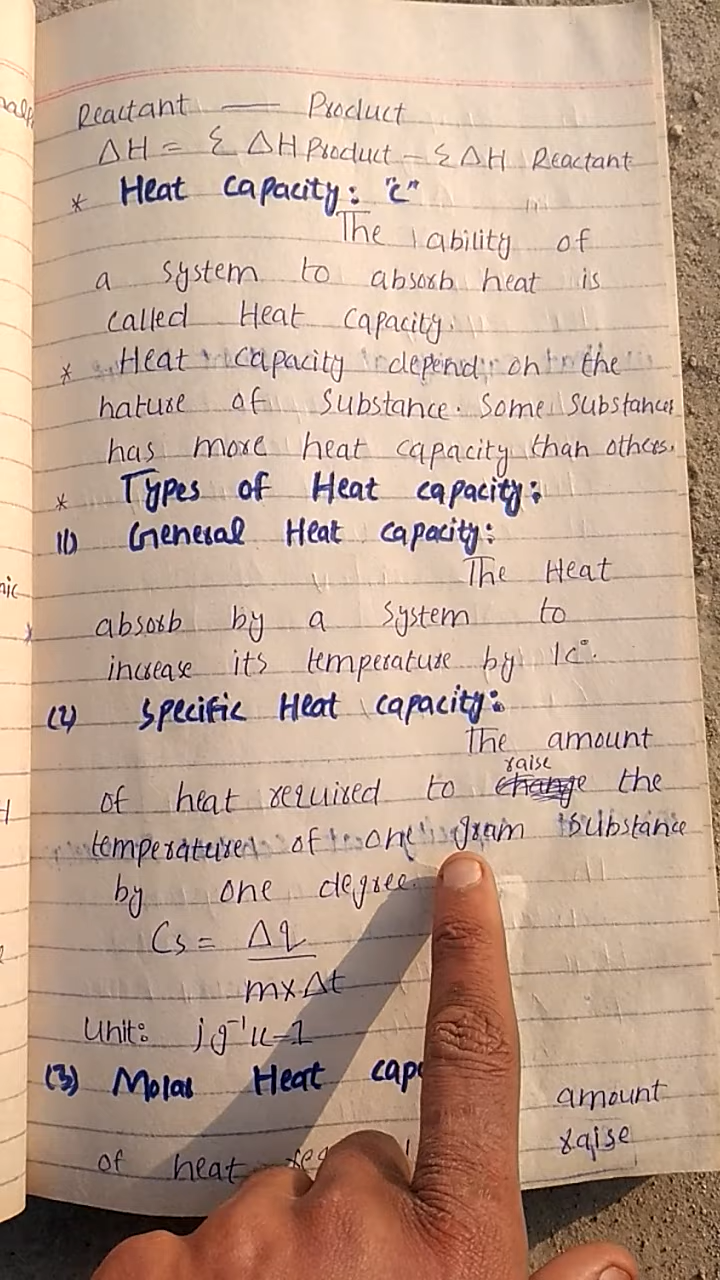 Reactant — Product
ΔH = Σ ΔH Product - Σ ΔH Reactant
* Heat capacity: "c"
The ability of
a system to absorb heat is
called Heat capacity.
* Heat capacity depend on the
nature of substance. Some substances
has more heat capacity than others.
* Types of Heat capacity:
(1) General Heat capacity:
The Heat
absorb by a system to
increase its temperature by 1c°.
(2) Specific Heat capacity:
The amount
of heat required to raise the
temperature of one gram substance
by one degree.
Cs = Δq
m×Δt
Unit: jg⁻¹k-1
(3) Molar Heat
amount
of heat raise